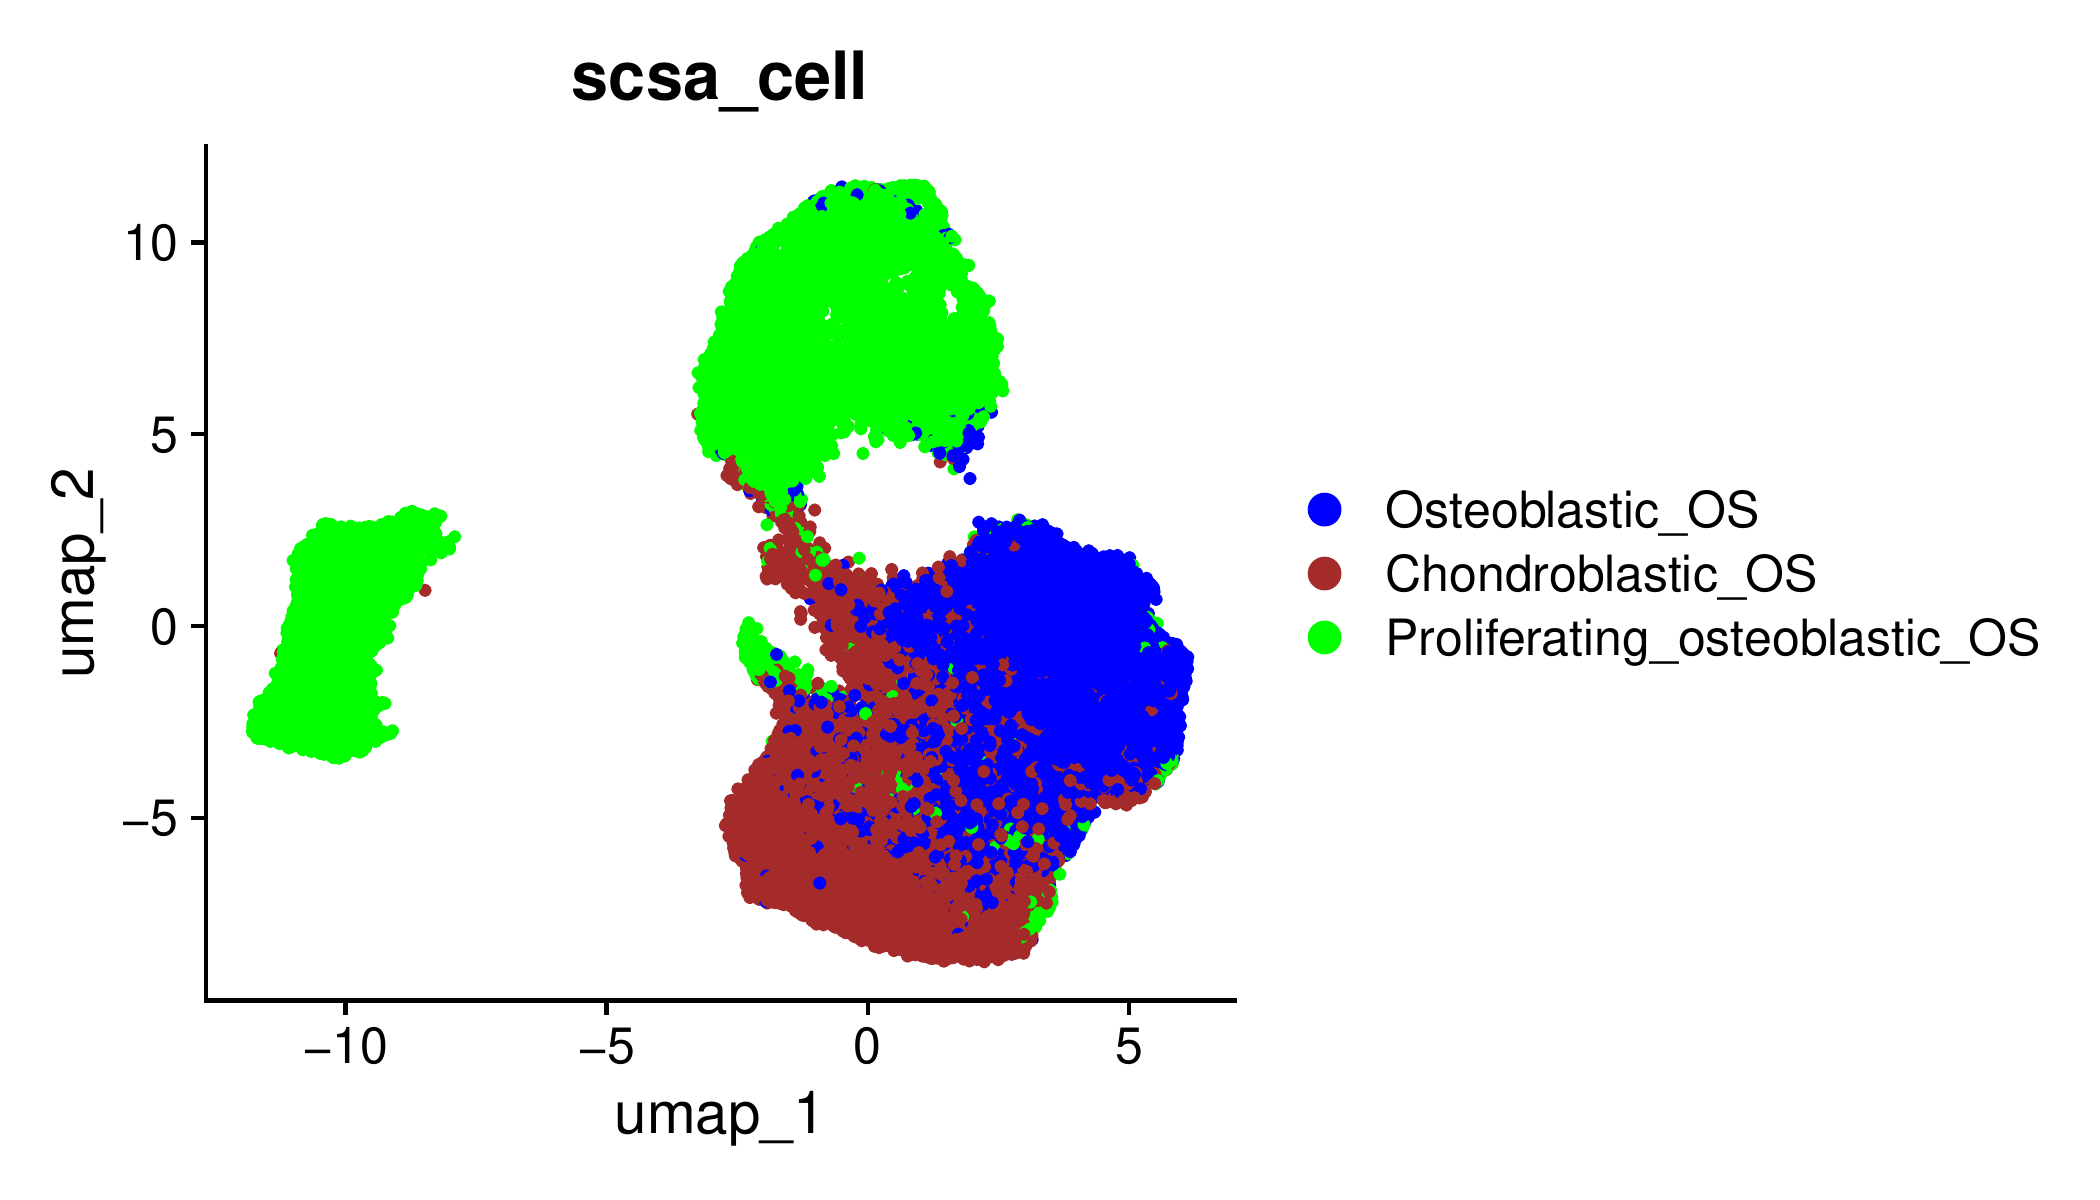 scsa_cell
10
5
0
−5
umap_2
−10
−5
0
5
umap_1
Osteoblastic_OS
Chondroblastic_OS
Proliferating_osteoblastic_OS